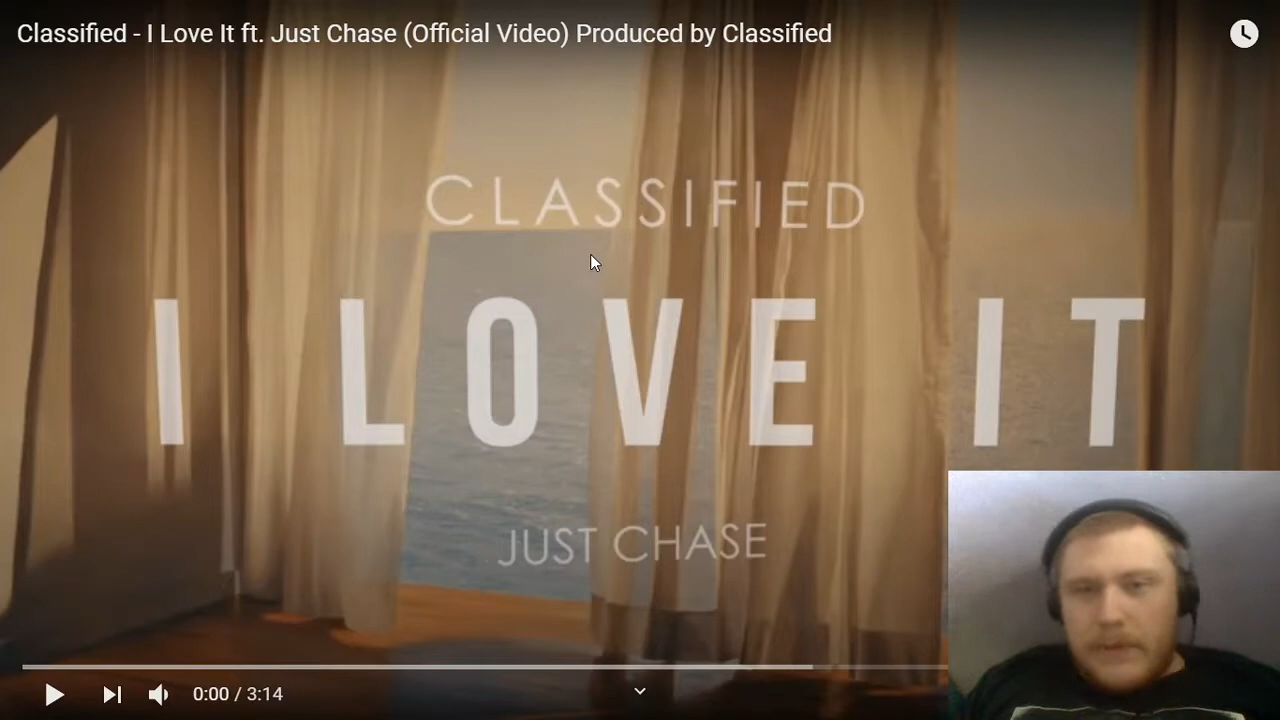 Classified - I Love It ft. Just Chase (Official Video) Produced by Classified
CLASSIFIED
I LOVE IT
JUST CHASE
0:00 / 3:14